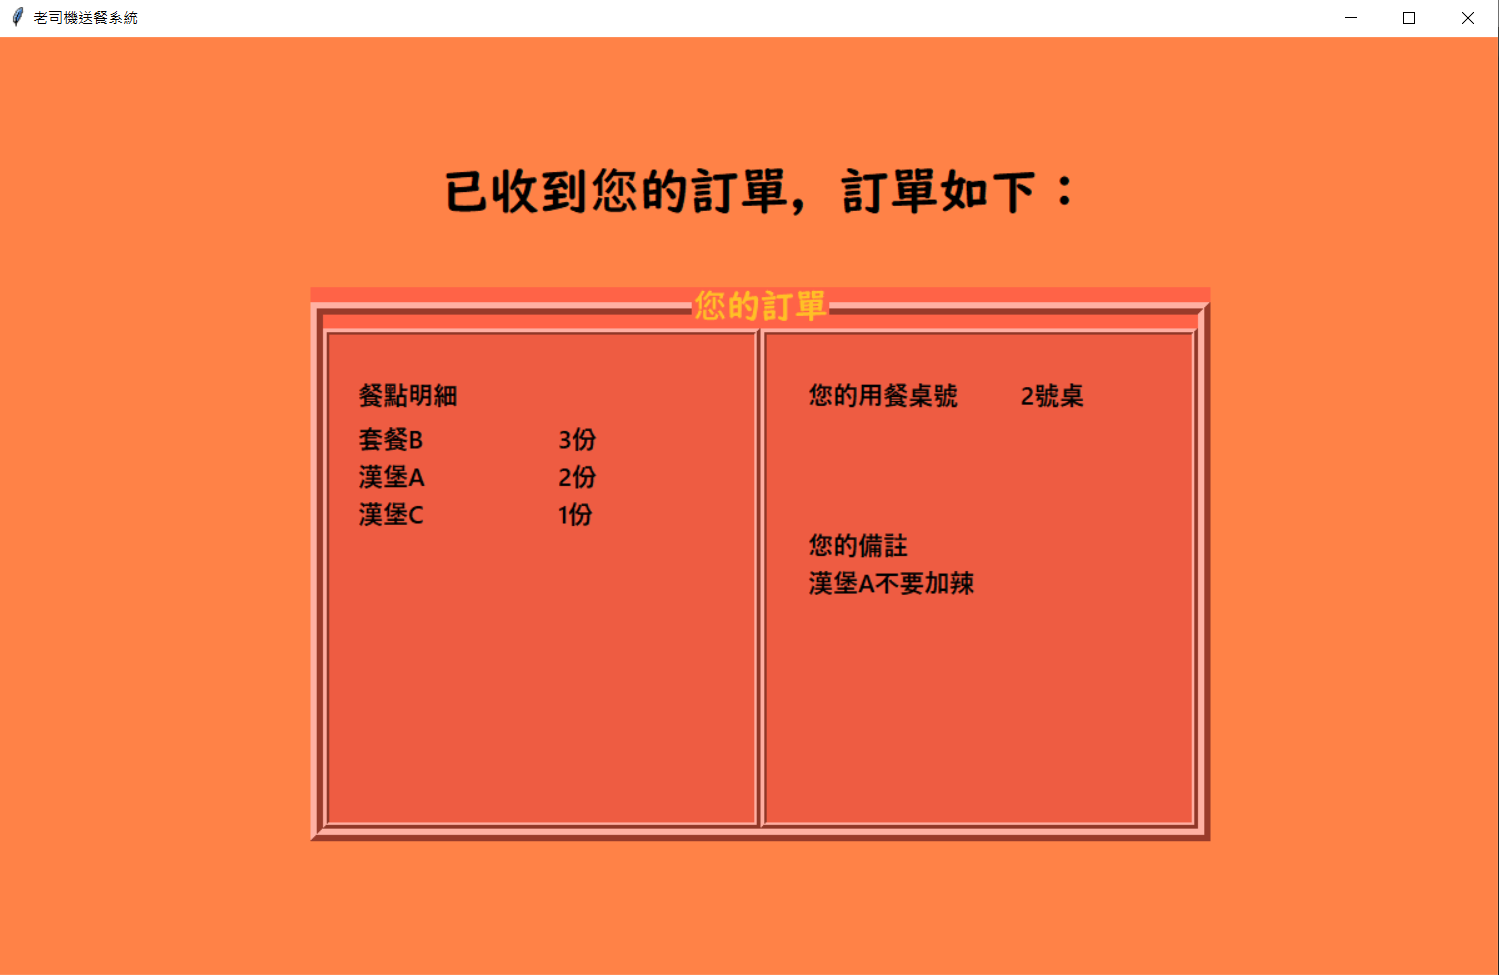 老司機送餐系統
已收到您的訂單，訂單如下：
您的訂單
餐點明細
套餐B 3份
漢堡A 2份
漢堡C 1份
您的用餐桌號 2號桌
您的備註
漢堡A不要加辣